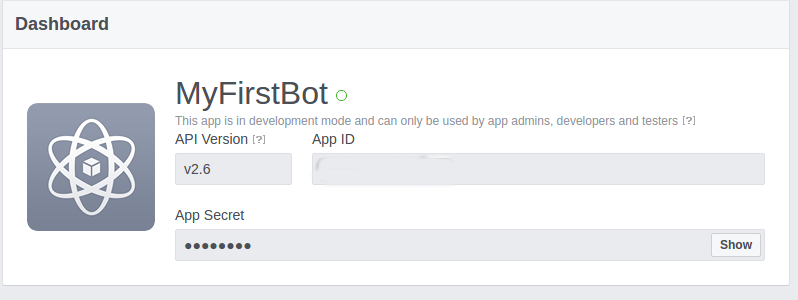 Dashboard
MyFirstBot
This app is in development mode and can only be used by app admins, developers and testers [?]
API Version [?] App ID
v2.6
App Secret
●●●●●●●● Show